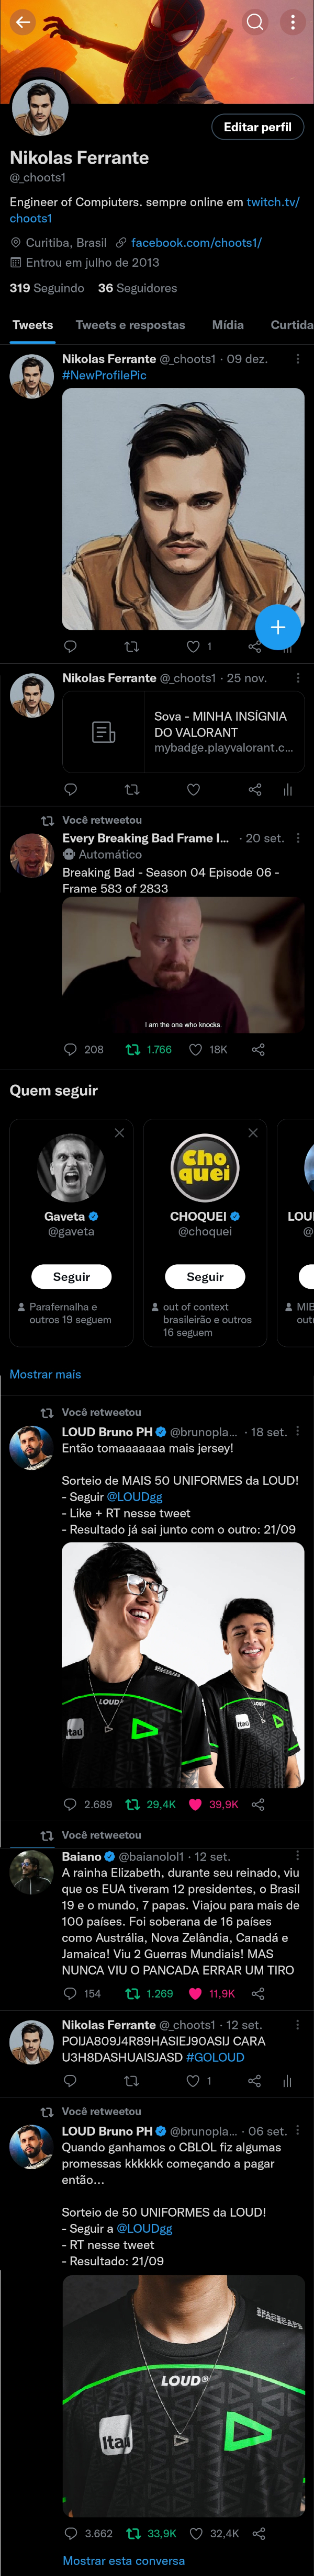 Editar perfil
Nikolas Ferrante
@_choots1
Engineer of Compiuters. sempre online em twitch.tv/
choots1
Curitiba, Brasil facebook.com/choots1/
Entrou em julho de 2013
319 Seguindo 36 Seguidores
Tweets Tweets e respostas Mídia Curtida
Nikolas Ferrante @_choots1 · 09 dez.
#NewProfilePic
1
Nikolas Ferrante @_choots1 · 25 nov.
Sova - MINHA INSÍGNIA
DO VALORANT
mybadge.playvalorant.c...
Você retweetou
Every Breaking Bad Frame I... · 20 set.
Automático
Breaking Bad - Season 04 Episode 06 -
Frame 583 of 2833
I am the one who knocks.
208 1.766 18K
Quem seguir
Gaveta
@gaveta
Seguir
Parafernalha e
outros 19 seguem
Cho
quei
CHOQUEI
@choquei
Seguir
out of context
brasileirão e outros
16 seguem
LOU
@
MIB
out
Mostrar mais
Você retweetou
LOUD Bruno PH @brunopla... · 18 set.
Então tomaaaaaaa mais jersey!
Sorteio de MAIS 50 UNIFORMES da LOUD!
- Seguir @LOUDgg
- Like + RT nesse tweet
- Resultado já sai junto com o outro: 21/09
LOUD
Itaú
LOUD
Itaú
2.689 29,4K 39,9K
Você retweetou
Baiano @baianolol1 · 12 set.
A rainha Elizabeth, durante seu reinado, viu
que os EUA tiveram 12 presidentes, o Brasil
19 e o mundo, 7 papas. Viajou para mais de
100 países. Foi soberana de 16 países
como Austrália, Nova Zelândia, Canadá e
Jamaica! Viu 2 Guerras Mundiais! MAS
NUNCA VIU O PANCADA ERRAR UM TIRO
154 1.269 11,9K
Nikolas Ferrante @_choots1 · 12 set.
POIJA809J4R89HASIEJ90ASIJ CARA
U3H8DASHUAISJASD #GOLOUD
1
Você retweetou
LOUD Bruno PH @brunopla... · 06 set.
Quando ganhamos o CBLOL fiz algumas
promessas kkkkkk começando a pagar
então...
Sorteio de 50 UNIFORMES da LOUD!
- Seguir a @LOUDgg
- RT nesse tweet
- Resultado: 21/09
LOUD®
Itaú
3.662 33,9K 32,4K
Mostrar esta conversa